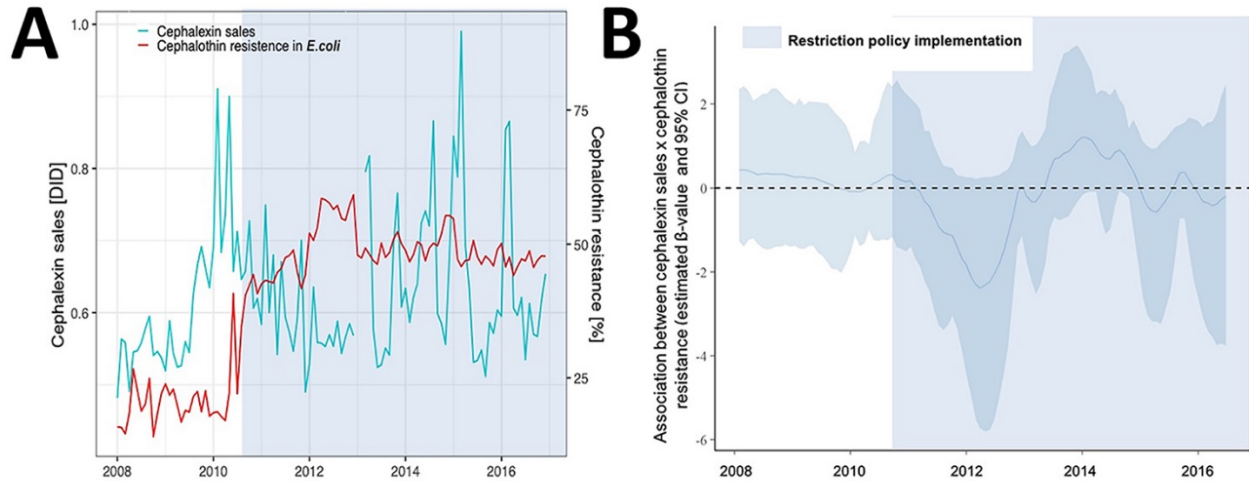 A
Cephalexin sales
Cephalothin resistence in E.coli
Cephalexin sales [DID]
1.0
0.8
0.6
Cephalothin resistance [%]
75
50
25
2008
2010
2012
2014
2016
B
Restriction policy implementation
Association between cephalexin sales x cephalothin
resistance (estimated ß-value and 95% CI)
2
0
-2
-4
-6
2008
2010
2012
2014
2016